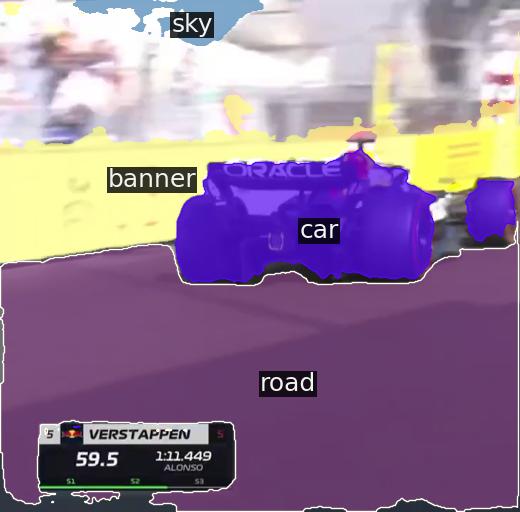 sky
banner
ORACLE
car
road
5 VERSTAPPEN 5
59.5 1:11.449
ALONSO
S1 S2 S3